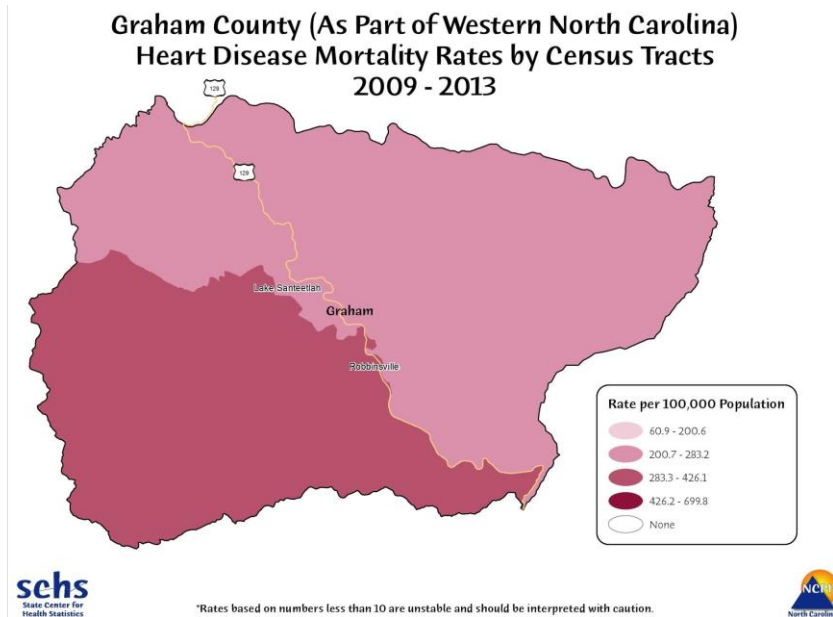 Graham County (As Part of Western North Carolina)
Heart Disease Mortality Rates by Census Tracts
2009 - 2013
129
129
Lake Santeetlah
Graham
Robbinsville
Rate per 100,000 Population
60.9 - 200.6
200.7 - 283.2
283.3 - 426.1
426.2 - 699.8
None
schs
State Center for
Health Statistics
*Rates based on numbers less than 10 are unstable and should be interpreted with caution.
North Carolin